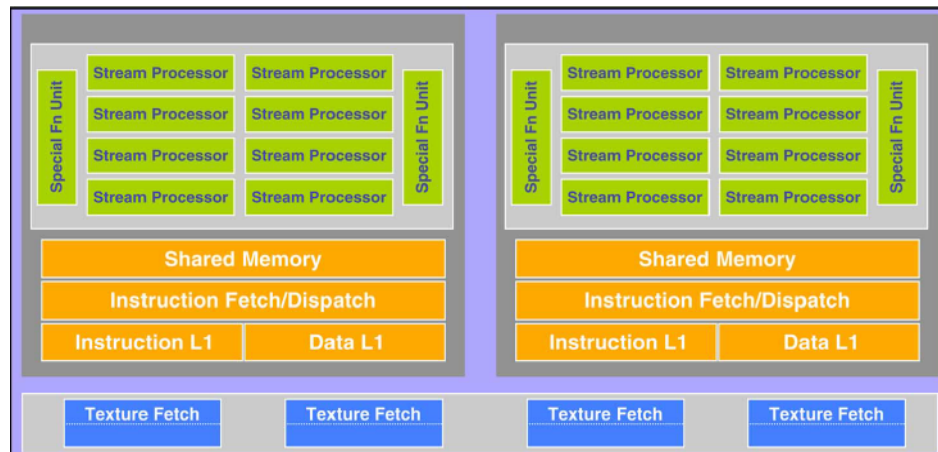 Special Fn Unit
Stream Processor Stream Processor
Stream Processor Stream Processor
Stream Processor Stream Processor
Stream Processor Stream Processor
Special Fn Unit
Shared Memory
Instruction Fetch/Dispatch
Instruction L1 Data L1
Special Fn Unit
Stream Processor Stream Processor
Stream Processor Stream Processor
Stream Processor Stream Processor
Stream Processor Stream Processor
Special Fn Unit
Shared Memory
Instruction Fetch/Dispatch
Instruction L1 Data L1
Texture Fetch Texture Fetch Texture Fetch Texture Fetch